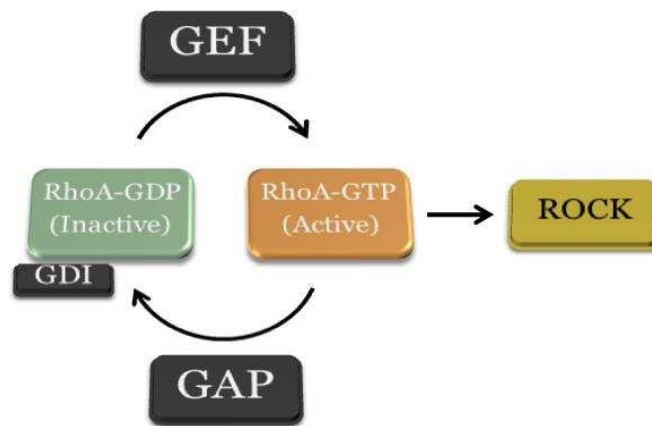 GEF
RhoA-GDP
(Inactive)
RhoA-GTP
(Active)
ROCK
GDI
GAP